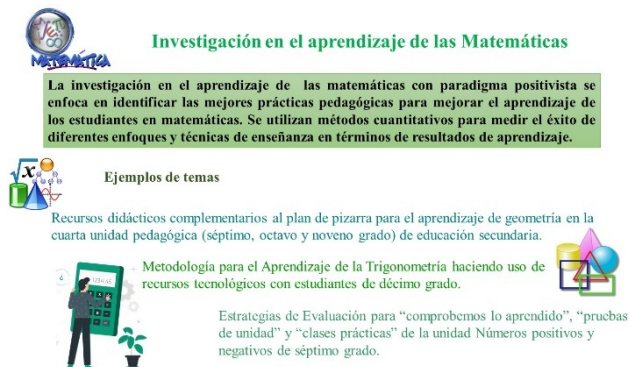 MATEMÁTICA
Investigación en el aprendizaje de las Matemáticas
La investigación en el aprendizaje de las matemáticas con paradigma positivista se
enfoca en identificar las mejores prácticas pedagógicas para mejorar el aprendizaje de
los estudiantes en matemáticas. Se utilizan métodos cuantitativos para medir el éxito de
diferentes enfoques y técnicas de enseñanza en términos de resultados de aprendizaje.
Ejemplos de temas
Recursos didácticos complementarios al plan de pizarra para el aprendizaje de geometría en la
cuarta unidad pedagógica (séptimo, octavo y noveno grado) de educación secundaria.
Metodología para el Aprendizaje de la Trigonometría haciendo uso de
recursos tecnológicos con estudiantes de décimo grado.
Estrategias de Evaluación para “comprobemos lo aprendido”, “pruebas
de unidad” y “clases prácticas” de la unidad Números positivos y
negativos de séptimo grado.